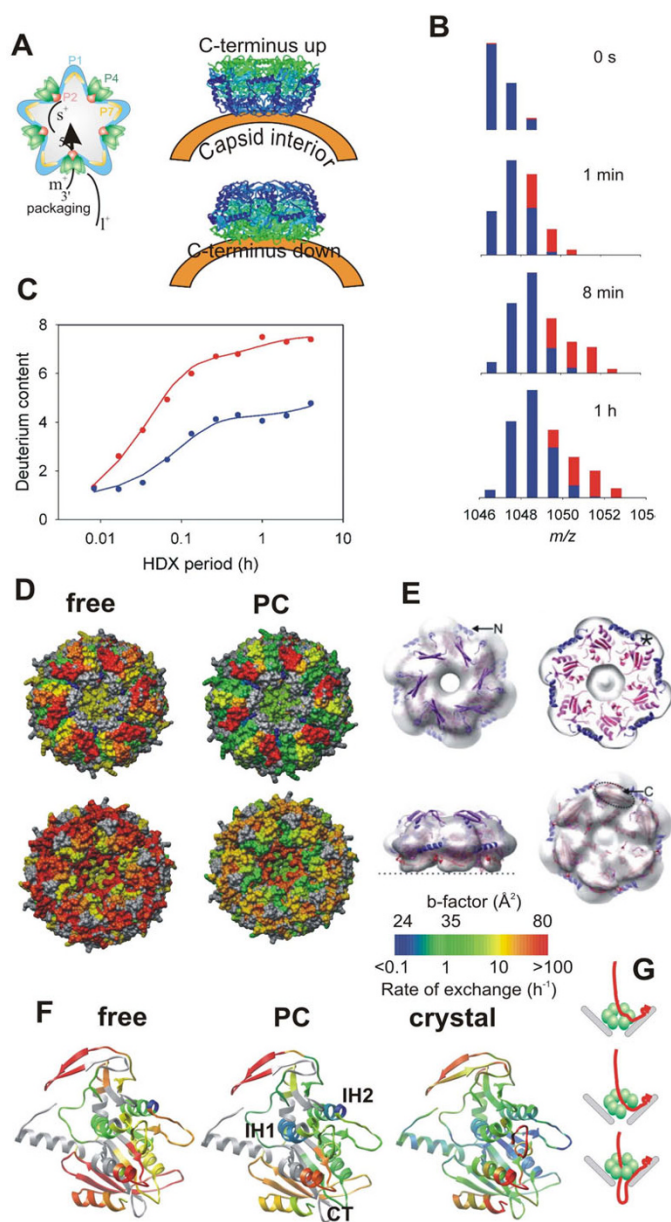 A
P1
P4
P2
P7
s⁺
5'
m⁺
3'
packaging
l⁺
C-terminus up
Capsid interior
C-terminus down
B
0 s
1 min
8 min
1 h
1046
1048
1050
1052
m/z
C
8
6
4
2
0
Deuterium content
0.01
0.1
1
10
HDX period (h)
D
free
PC
E
N
*
C
b-factor (Å²)
24
35
80
<0.1
1
10
>100
Rate of exchange (h⁻¹)
F
free
PC
crystal
IH2
IH1
CT
G